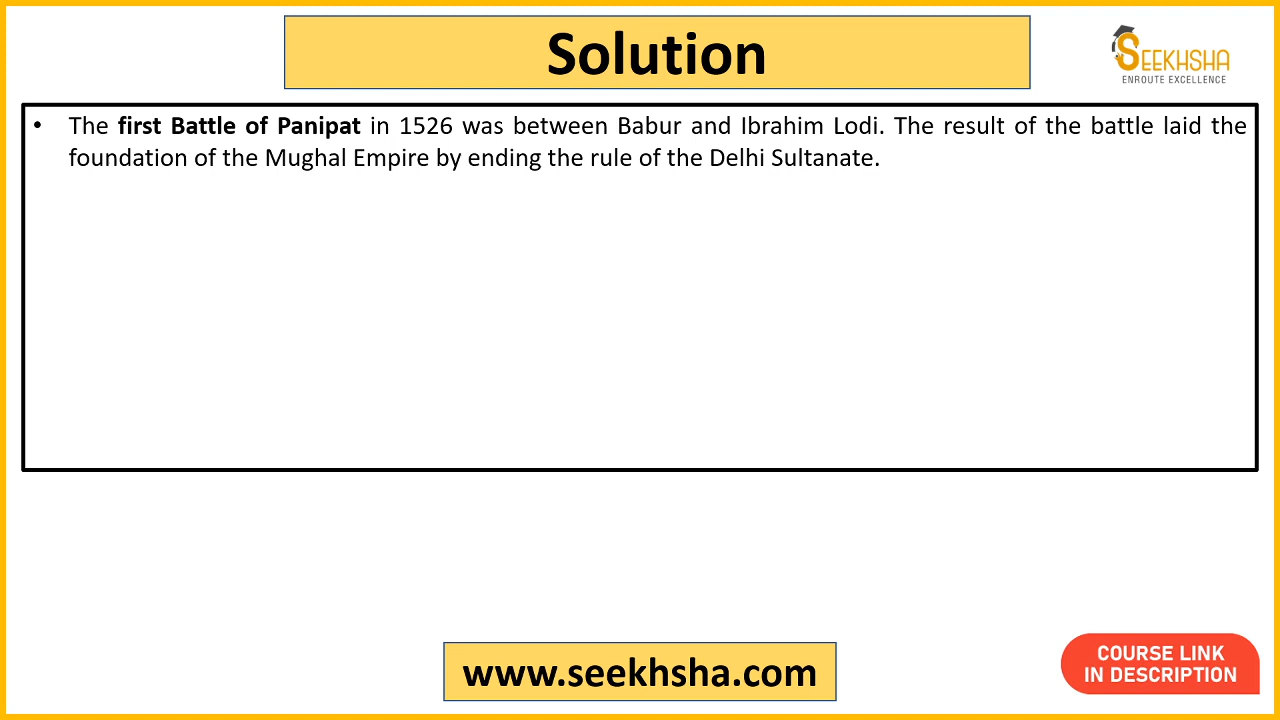 Solution
SEEKHSHA
ENROUTE EXCELLENCE
• The first Battle of Panipat in 1526 was between Babur and Ibrahim Lodi. The result of the battle laid the
foundation of the Mughal Empire by ending the rule of the Delhi Sultanate.
www.seekhsha.com
COURSE LINK
IN DESCRIPTION